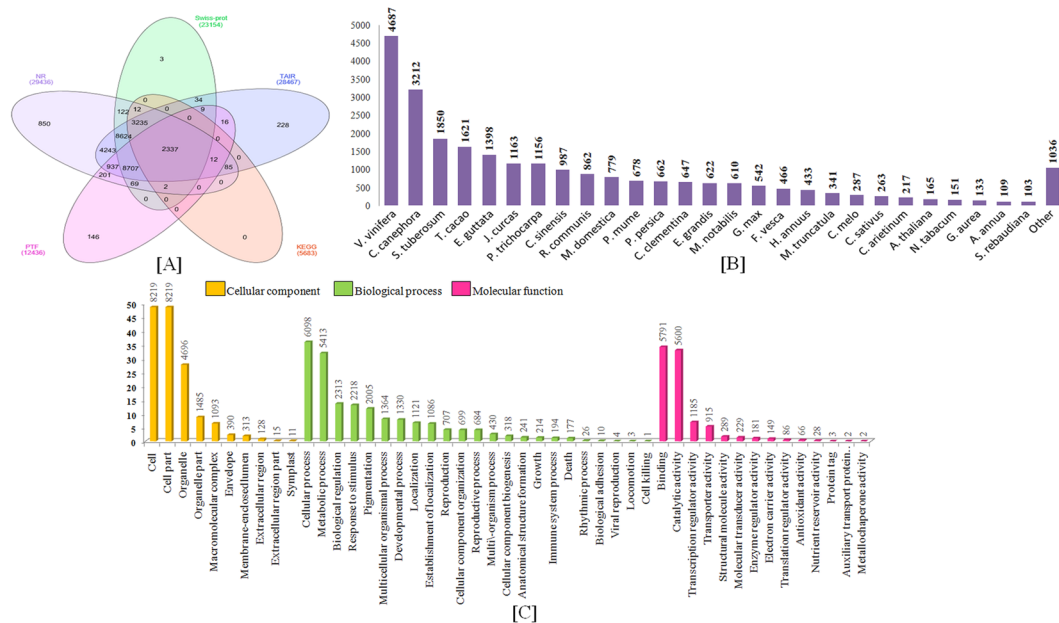 Swiss-prot
(23154)
3
NR
(29436)
TAIR
(28467)
850
228
0
34
122
12
0
9
16
3235
0
8624
0
4243
2337
12
0
937
8707
85
201
69
2
0
0
0
0
0
0
146
0
PTF
(12436)
KEGG
(5683)
[A]
5000
4500
4000
3500
3000
2500
2000
1500
1000
500
0
4687
3212
1850
1621
1398
1163
1156
987
862
779
678
662
647
622
610
542
466
433
341
287
263
217
165
151
133
109
103
1036
V. vinifera
C. canephora
S. tuberosum
T. cacao
E. guttata
J. curcas
P. trichocarpa
C. sinensis
R. communis
M. domestica
P. mume
P. persica
C. clementina
E. grandis
M. notabilis
G. max
F. vesca
H. annuus
M. truncatula
C. melo
C. sativus
C. arietinum
A. thaliana
N. tabacum
G. aurea
A. annua
S. rebaudiana
Other
[B]
Cellular component
Biological process
Molecular function
50
45
40
35
30
25
20
15
10
5
0
8219
8219
4696
1485
1093
390
313
128
15
11
6098
5413
2313
2218
2005
1364
1330
1121
1086
707
699
684
430
318
241
214
194
177
26
10
4
3
1
5791
5600
1185
915
289
229
181
149
86
66
28
3
2
2
Cell
Cell part
Organelle
Organelle part
Macromolecular complex
Envelope
Membrane-enclosedlumen
Extracellular region
Extracellular region part
Symplast
Cellular process
Metabolic process
Biological regulation
Response to stimulus
Pigmentation
Multicellular organismal process
Developmental process
Localization
Establishment of localization
Reproduction
Cellular component organization
Reproductive process
Multi\-organism process
Cellular component biogenesis
Anatomical structure formation
Growth
Immune system process
Death
Rhythmic process
Biological adhesion
Viral reproduction
Locomotion
Cell killing
Binding
Catalytic activity
Transcription regulator activity
Transporter activity
Structural molecule activity
Molecular transducer activity
Enzyme regulator activity
Electron carrier activity
Translation regulator activity
Antioxidant activity
Nutrient reservoir activity
Protein tag
Auxiliary transport protein...
Metallochaperone activity
[C]